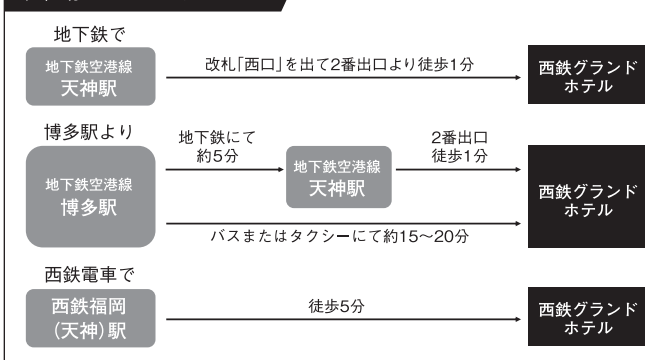 地下鉄で
地下鉄空港線
天神駅
改札「西口」を出て2番出口より徒歩1分
西鉄グランド
ホテル
博多駅より
地下鉄空港線
博多駅
地下鉄にて
約5分
地下鉄空港線
天神駅
2番出口
徒歩1分
バスまたはタクシーにて約15〜20分
西鉄グランド
ホテル
西鉄電車で
西鉄福岡
(天神)駅
徒歩5分
西鉄グランド
ホテル